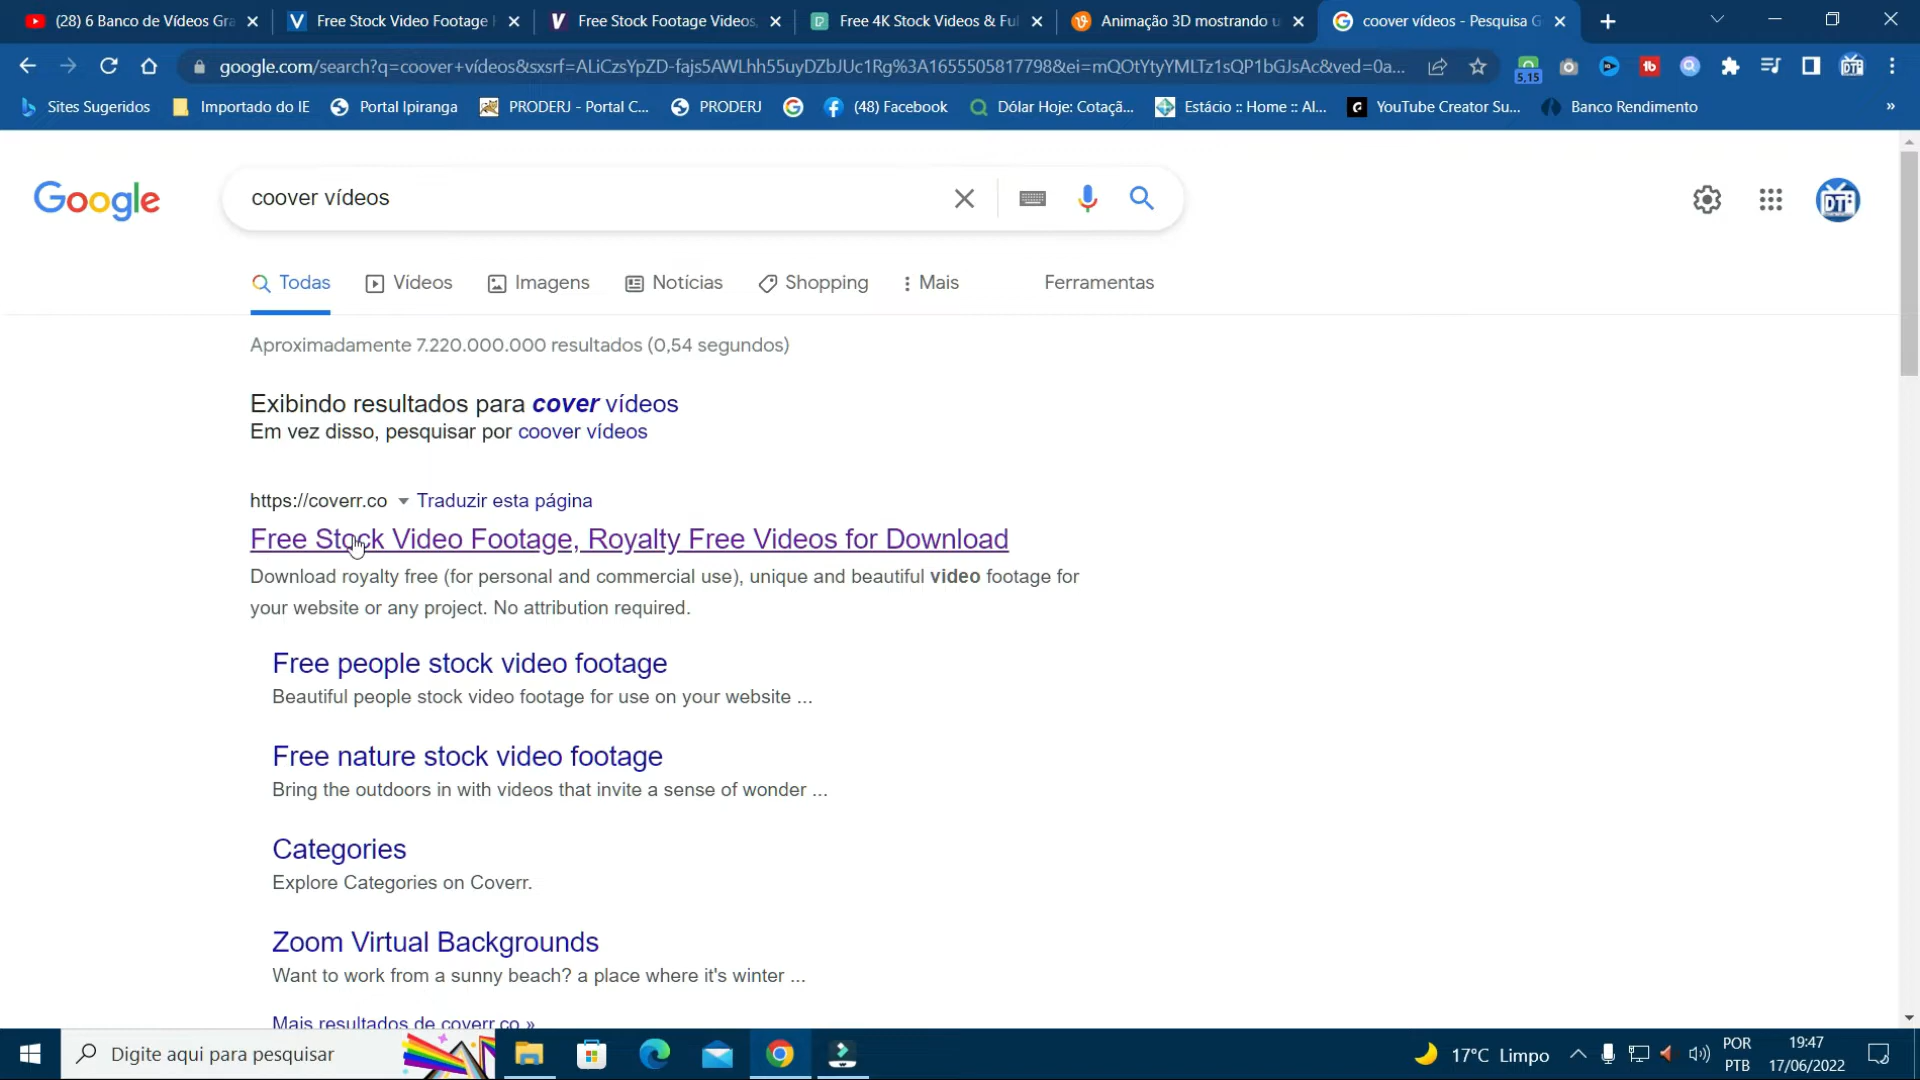 (28) 6 Banco de Vídeos Gra
Free Stock Video Footage
Free Stock Footage Videos,
Free 4K Stock Videos & Ful
Animação 3D mostrando u
coover vídeos - Pesquisa G
google.com/search?q=coover+vídeos&sxsrf=ALiCzsYpZD-fajs5AWLhh55uyDZbJUc1Rg%3A1655505817798&ei=mQOtYtyYMLTz1sQP1bGJsAc&ved=0a...
5,15
Sites Sugeridos
Importado do IE
Portal Ipiranga
PRODERJ - Portal C...
PRODERJ
(48) Facebook
Dólar Hoje: Cotaçã...
Estácio :: Home :: Al...
YouTube Creator Su...
Banco Rendimento
»
Google
coover vídeos
DT
Todas
Vídeos
Imagens
Notícias
Shopping
Mais
Ferramentas
Aproximadamente 7.220.000.000 resultados (0,54 segundos)
Exibindo resultados para cover vídeos
Em vez disso, pesquisar por coover vídeos
https://coverr.co Traduzir esta página
Free Stock Video Footage, Royalty Free Videos for Download
Download royalty free (for personal and commercial use), unique and beautiful video footage for
your website or any project. No attribution required.
Free people stock video footage
Beautiful people stock video footage for use on your website ...
Free nature stock video footage
Bring the outdoors in with videos that invite a sense of wonder ...
Categories
Explore Categories on Coverr.
Zoom Virtual Backgrounds
Want to work from a sunny beach? a place where it's winter ...
Mais resultados de coverr.co »
Digite aqui para pesquisar
17°C Limpo
POR
PTB
19:47
17/06/2022